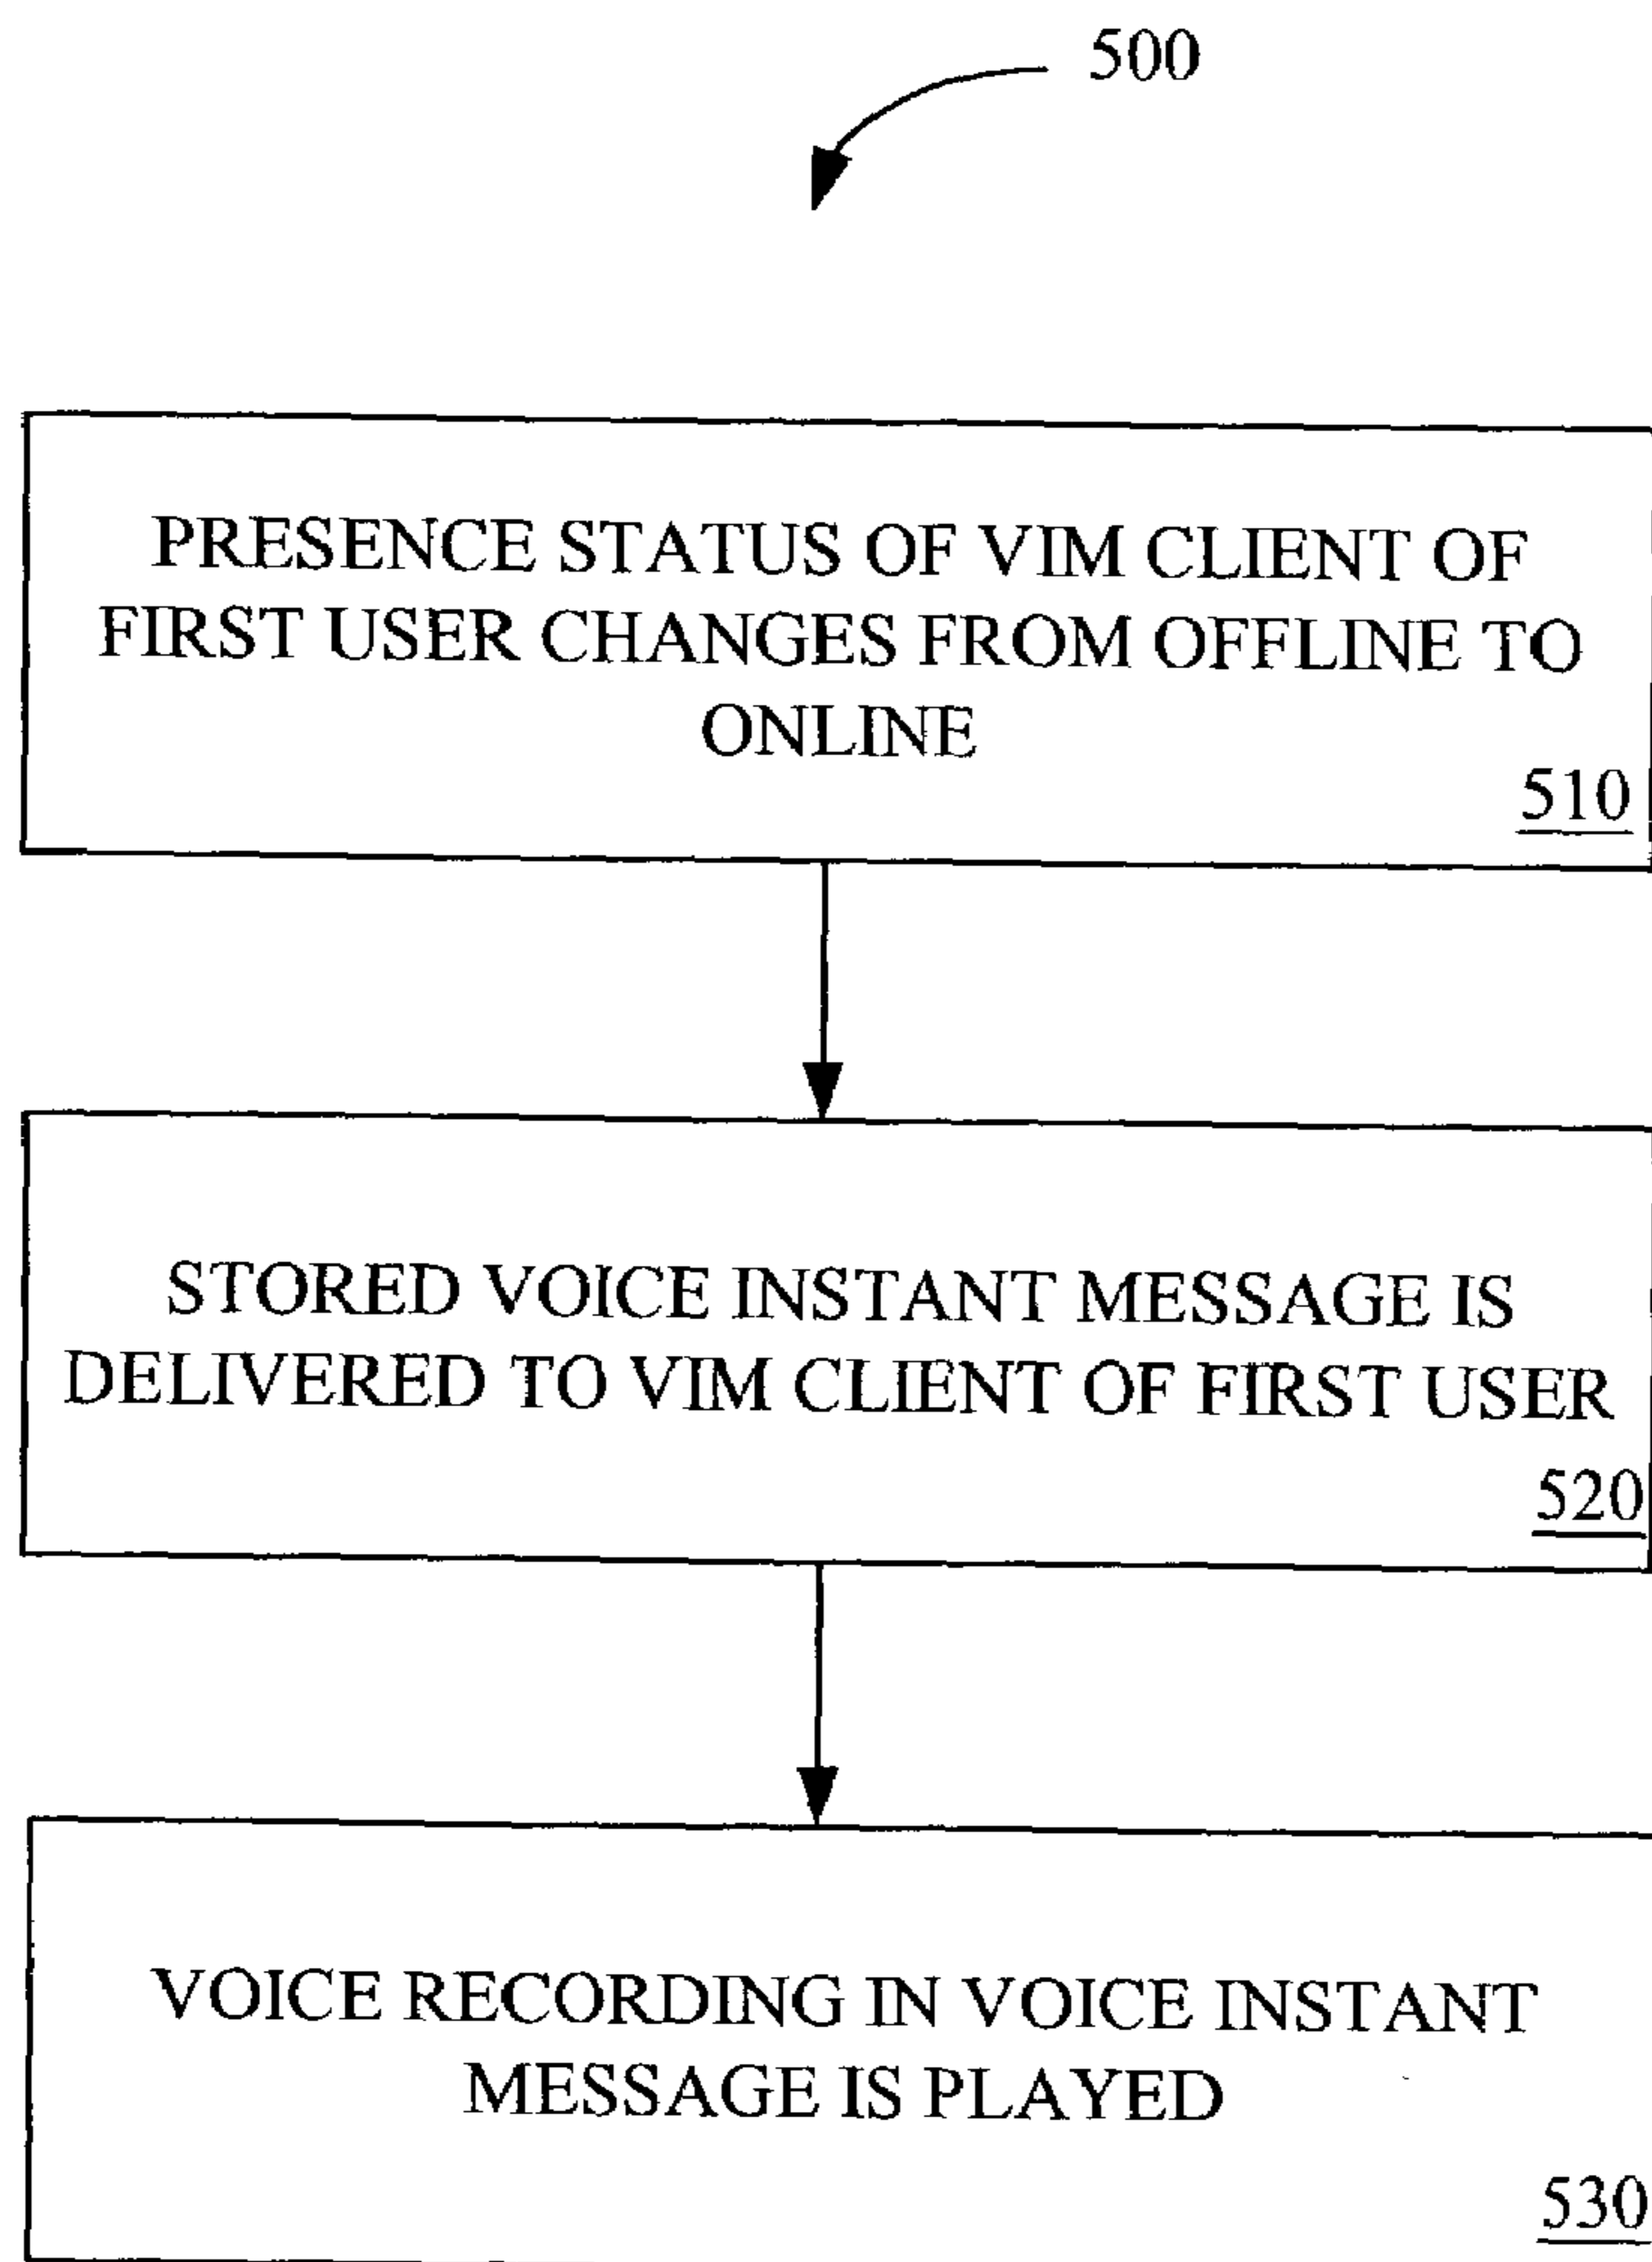 500
PRESENCE STATUS OF VIM CLIENT OF
FIRST USER CHANGES FROM OFFLINE TO
ONLINE
510
STORED VOICE INSTANT MESSAGE IS
DELIVERED TO VIM CLIENT OF FIRST USER
520
VOICE RECORDING IN VOICE INSTANT
MESSAGE IS PLAYED
530